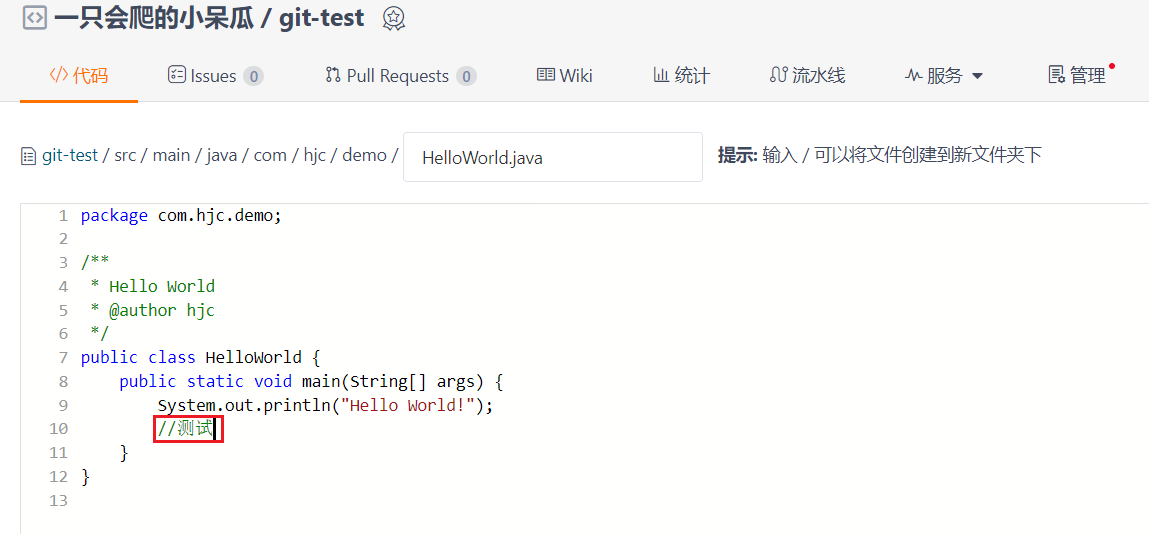 一只会爬的小呆瓜 / git-test
代码 Issues 0 Pull Requests 0 Wiki 统计 流水线 服务 管理
git-test / src / main / java / com / hjc / demo / HelloWorld.java 提示: 输入 / 可以将文件创建到新文件夹下
1 package com.hjc.demo;
2
3 /**
4  * Hello World
5  * @author hjc
6  */
7 public class HelloWorld {
8     public static void main(String[] args) {
9         System.out.println("Hello World!");
10         //测试
11     }
12 }
13